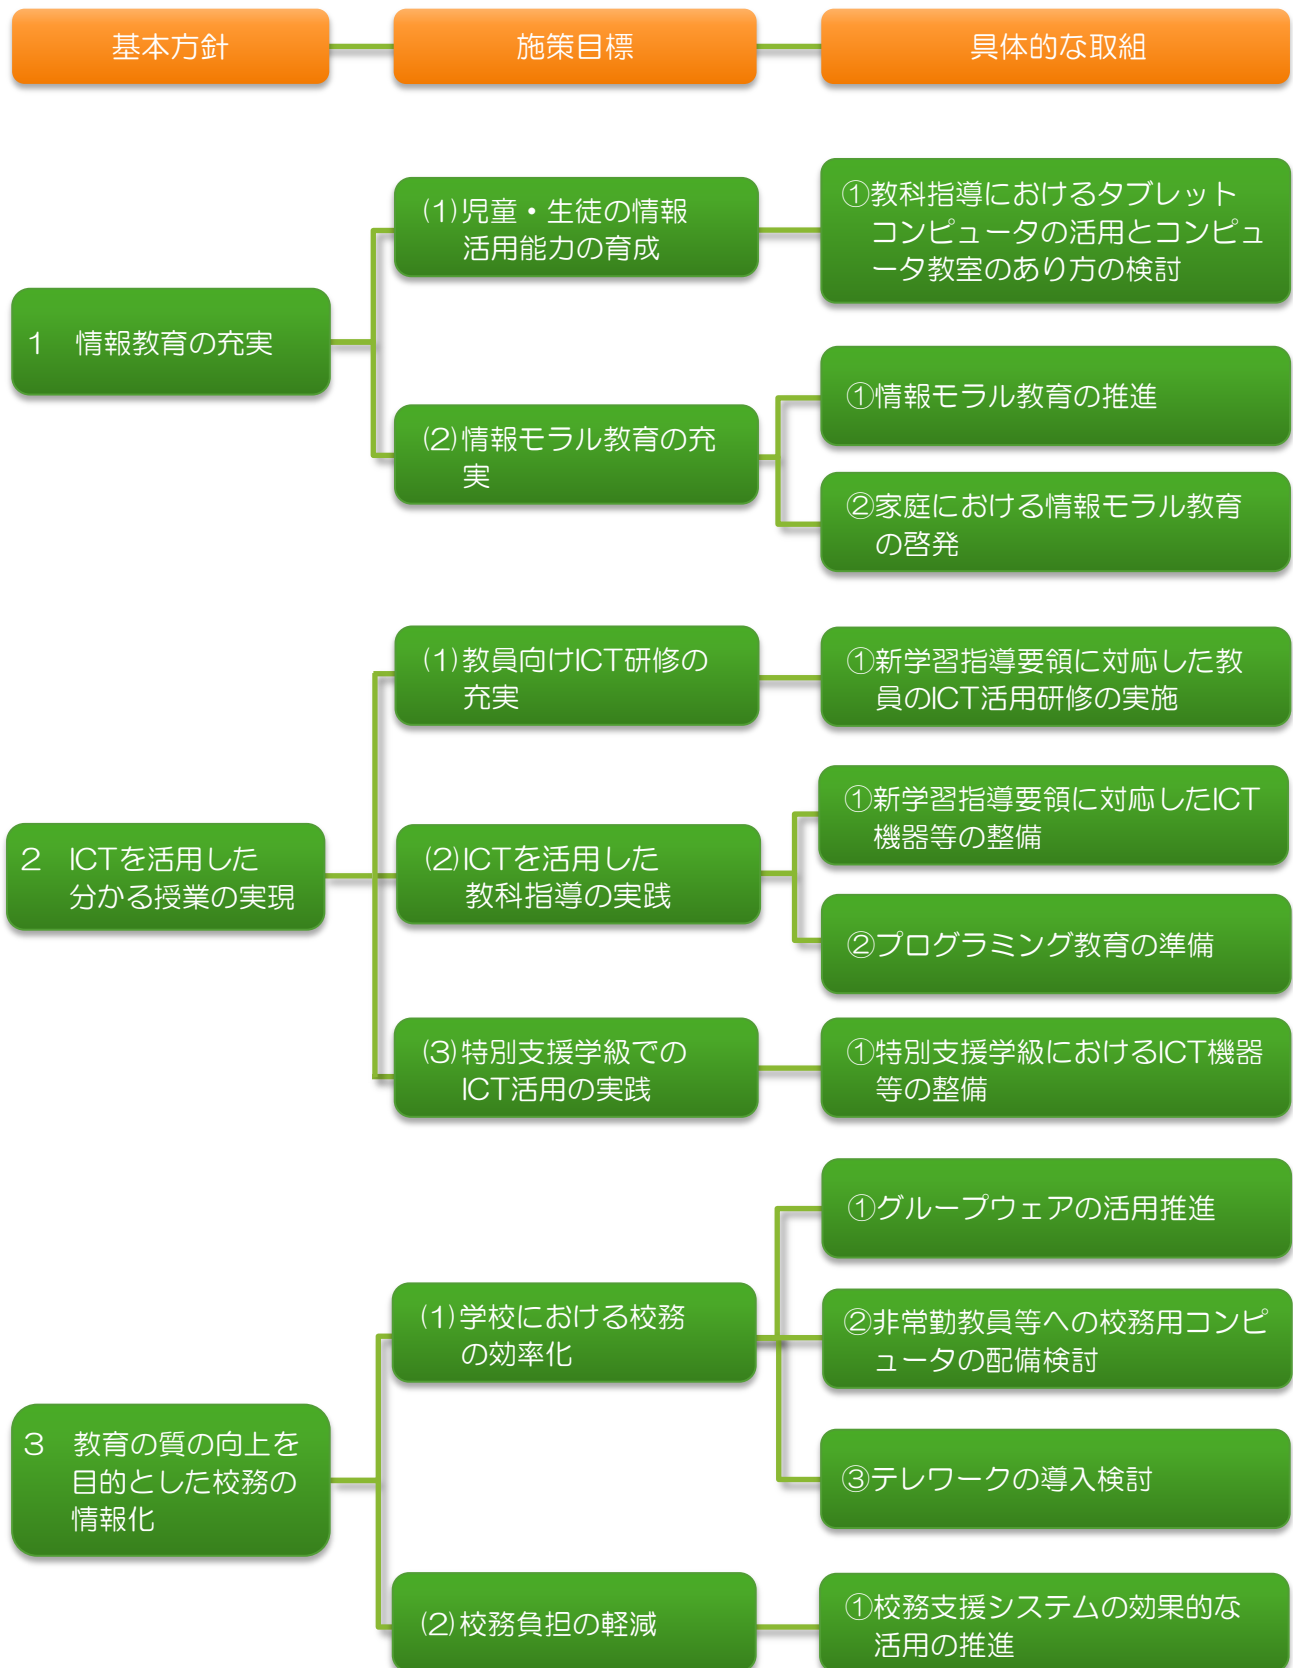 基本方針
施策目標
具体的な取組
1　情報教育の充実
(1)児童・生徒の情報
活用能力の育成
①教科指導におけるタブレット
コンピュータの活用とコンピュ
ータ教室のあり方の検討
(2)情報モラル教育の充
実
①情報モラル教育の推進
②家庭における情報モラル教育
の啓発
2　ICTを活用した
分かる授業の実現
(1)教員向けICT研修の
充実
①新学習指導要領に対応した教
員のICT活用研修の実施
(2)ICTを活用した
教科指導の実践
①新学習指導要領に対応したICT
機器等の整備
②プログラミング教育の準備
(3)特別支援学級での
ICT活用の実践
①特別支援学級におけるICT機器
等の整備
3　教育の質の向上を
目的とした校務の
情報化
(1)学校における校務
の効率化
①グループウェアの活用推進
②非常勤教員等への校務用コンピ
ュータの配備検討
③テレワークの導入検討
(2)校務負担の軽減
①校務支援システムの効果的な
活用の推進